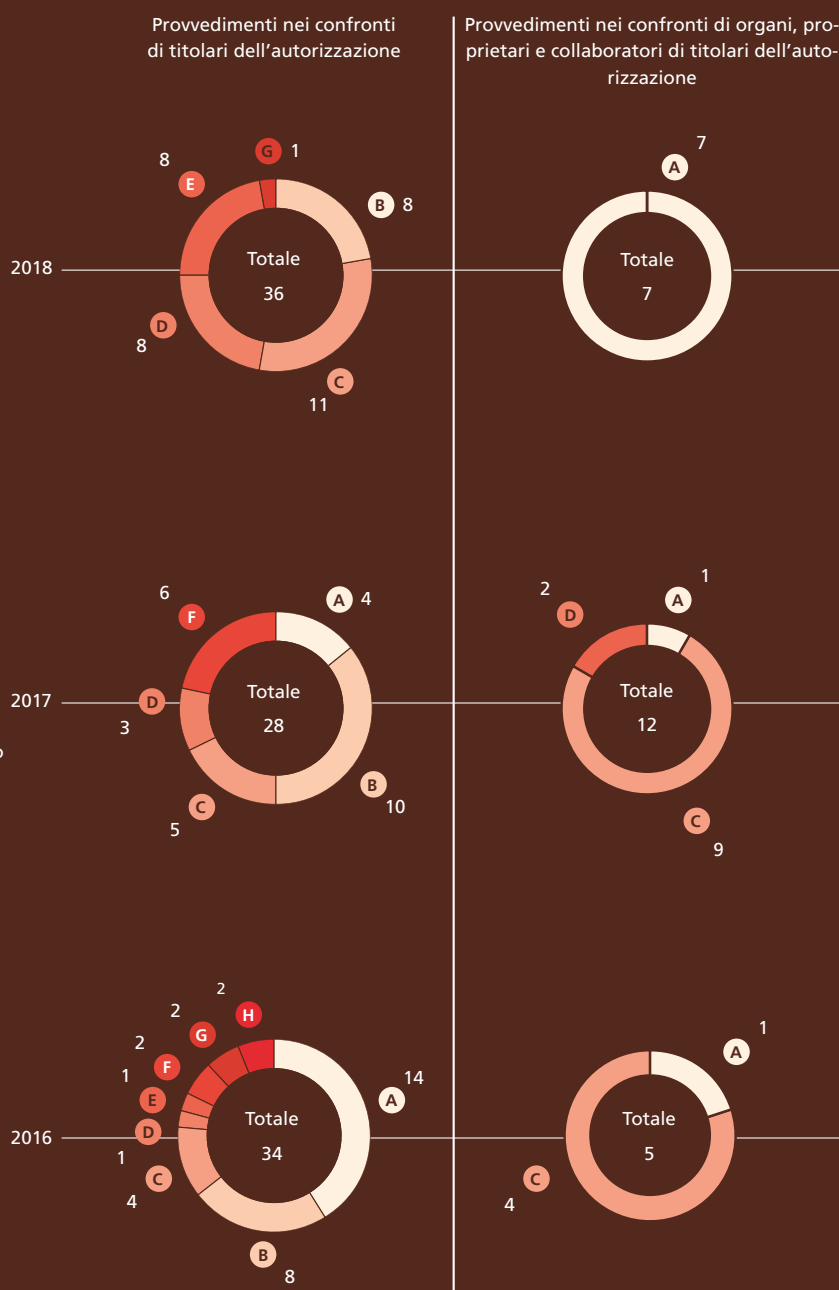 Provvedimenti nei confronti
di titolari dell'autorizzazione
Provvedimenti nei confronti di organi, pro-
prietari e collaboratori di titolari dell'auto-
rizzazione
2018
G 1
B 8
C
11
D
8
8
E
Totale
36
7
A
Totale
7
2017
A 4
B
10
C
5
D
3
6
F
Totale
28
1
A
C
9
2
D
Totale
12
2016
14
A
B
8
C
4
D
1
1
E
2
F
2
G
2
H
Totale
34
1
A
C
4
Totale
5